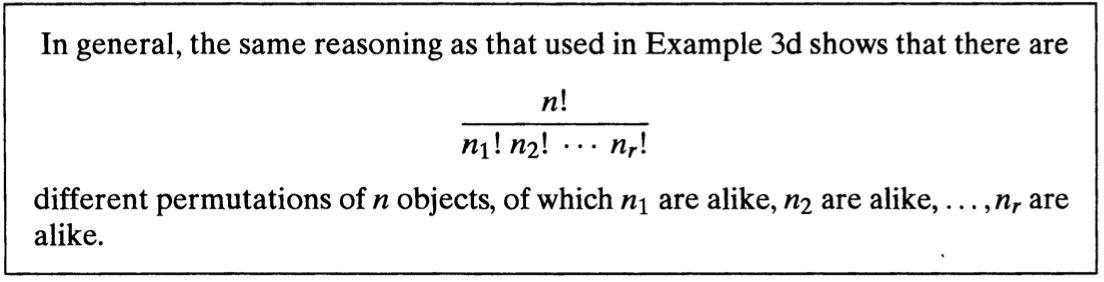 In general, the same reasoning as that used in Example 3d shows that there are
n!
n₁! n₂! ⋯ nᵣ!
different permutations of n objects, of which n₁ are alike, n₂ are alike, . . . , nᵣ are
alike.